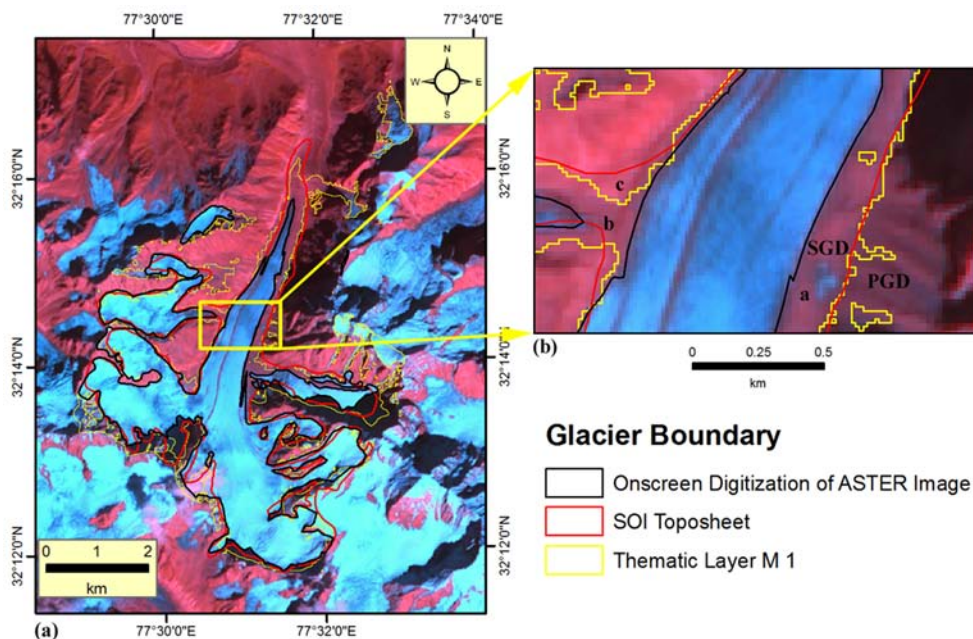 77°30'0"E 77°32'0"E 77°34'0"E
N
W E
S
32°16'0"N 32°16'0"N
32°14'0"N 32°14'0"N
32°12'0"N 32°12'0"N
0 1 2
km
77°30'0"E 77°32'0"E
(a)
c
b
SGD
PGD
a
(b)
0 0.25 0.5
km
Glacier Boundary
Onscreen Digitization of ASTER Image
SOI Toposheet
Thematic Layer M 1